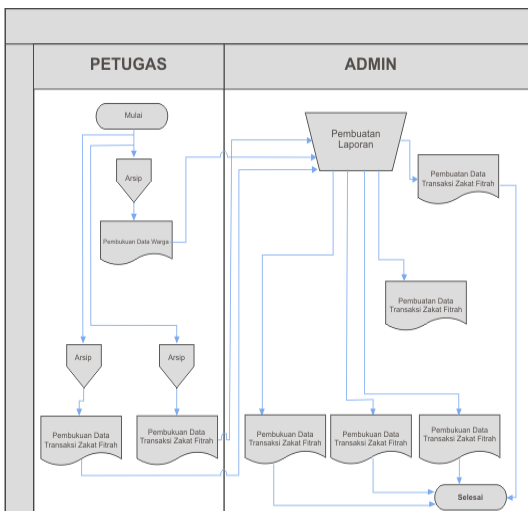 PETUGAS
ADMIN
Mulai
Arsip
Pembukuan Data Warga
Arsip
Arsip
Pembukuan Data
Transaksi Zakat Fitrah
Pembukuan Data
Transaksi Zakat Fitrah
Pembuatan
Laporan
Pembuatan Data
Transaksi Zakat Fitrah
Pembuatan Data
Transaksi Zakat Fitrah
Pembukuan Data
Transaksi Zakat Fitrah
Pembukuan Data
Transaksi Zakat Fitrah
Pembukuan Data
Transaksi Zakat Fitrah
Selesai